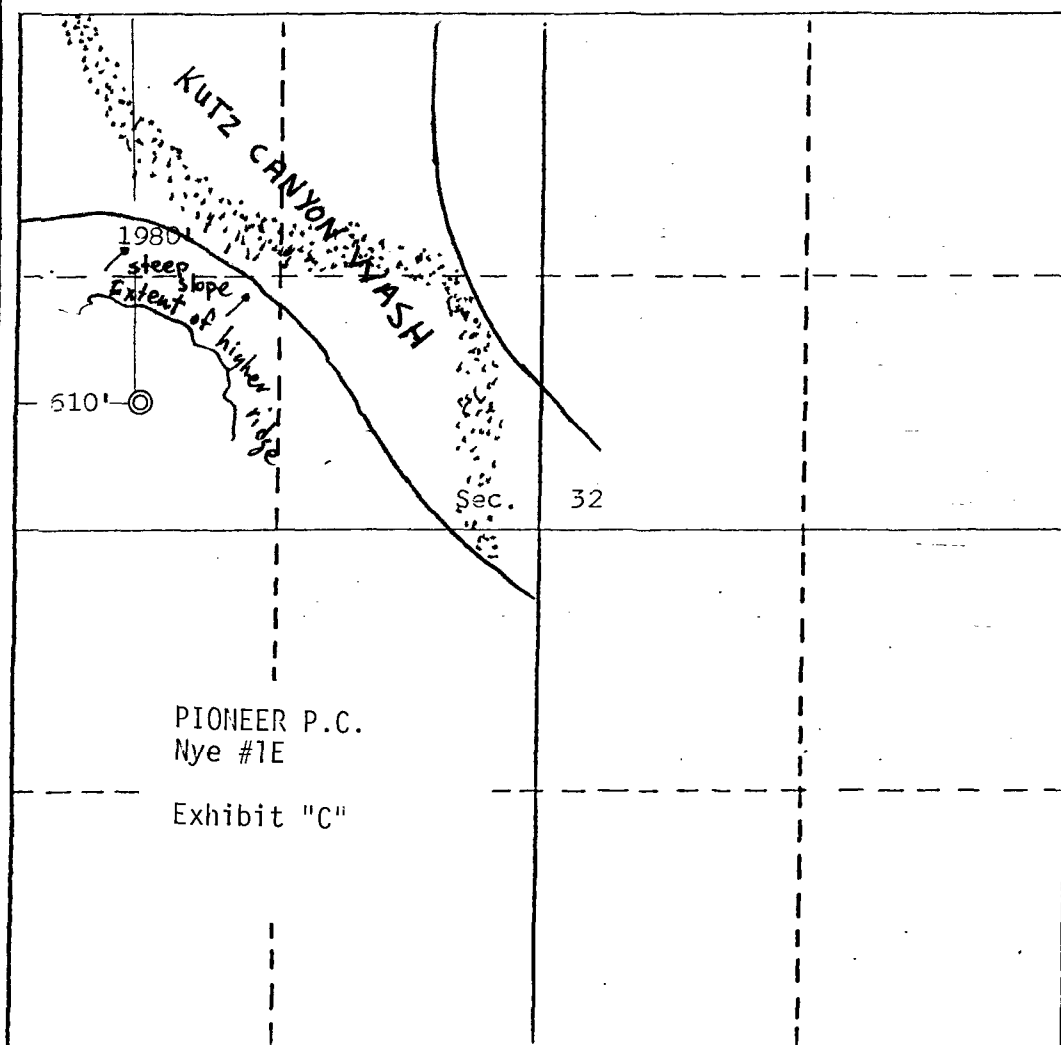 KUTZ CANYON WASH
1980'
steep slope
Extent of higher ridge
610'
Sec. 32
PIONEER P.C.
Nye #1E
Exhibit "C"